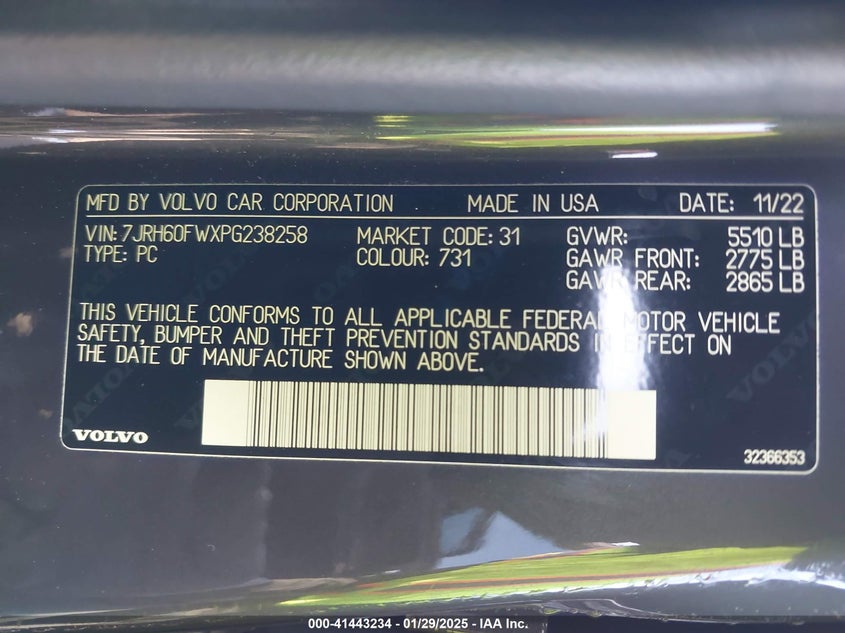 MFD BY VOLVO CAR CORPORATION MADE IN USA DATE: 11/22
VIN: 7JRH60FWXPG238258 MARKET CODE: 31 GVWR: 5510 LB
TYPE: PC COLOUR: 731 GAWR FRONT: 2775 LB
GAWR REAR: 2865 LB
THIS VEHICLE CONFORMS TO ALL APPLICABLE FEDERAL MOTOR VEHICLE
SAFETY, BUMPER AND THEFT PREVENTION STANDARDS IN EFFECT ON
THE DATE OF MANUFACTURE SHOWN ABOVE.
VOLVO
32366353
000-41443234 - 01/29/2025 - IAA Inc.